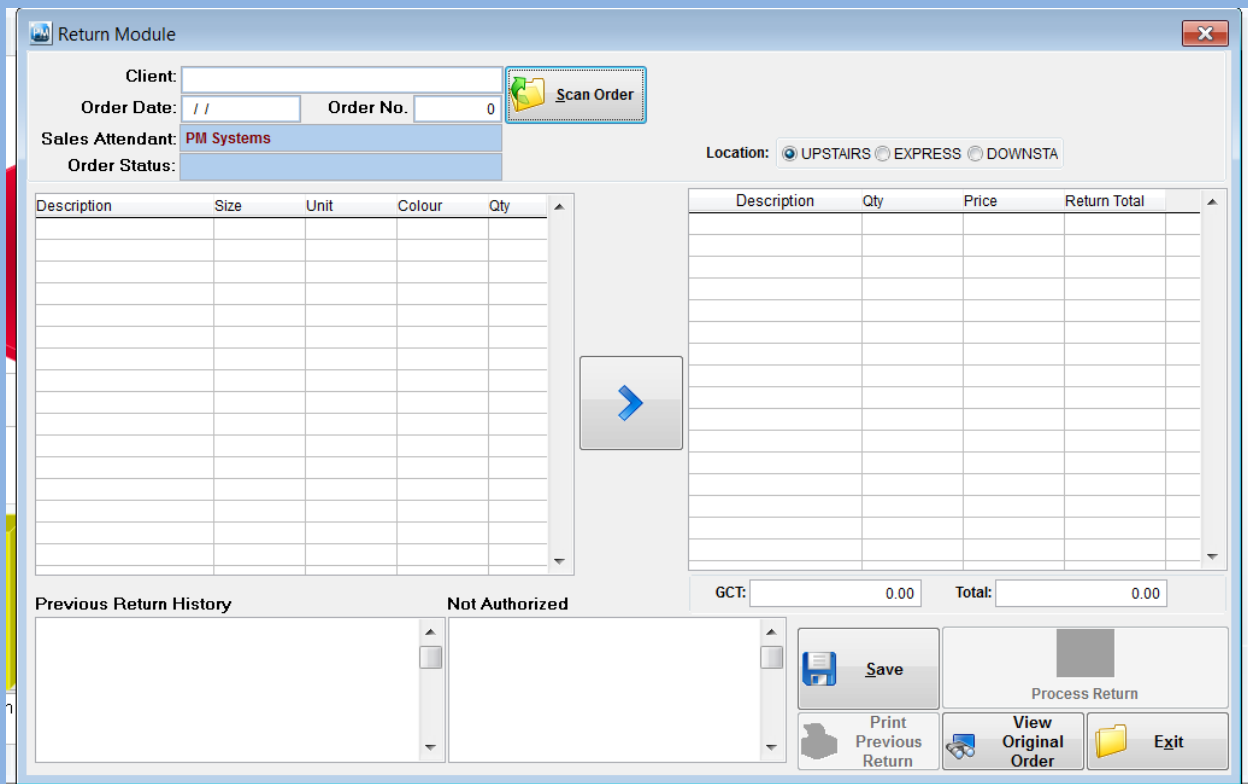 PM Return Module
Client:
Order Date: / / Order No. 0
Scan Order
Sales Attendant: PM Systems
Order Status:
Location: UPSTAIRS EXPRESS DOWNSTA
Description Size Unit Colour Qty
Description Qty Price Return Total
GCT: 0.00 Total: 0.00
Previous Return History
Not Authorized
Save
Process Return
Print
Previous
Return
View
Original
Order
Exit